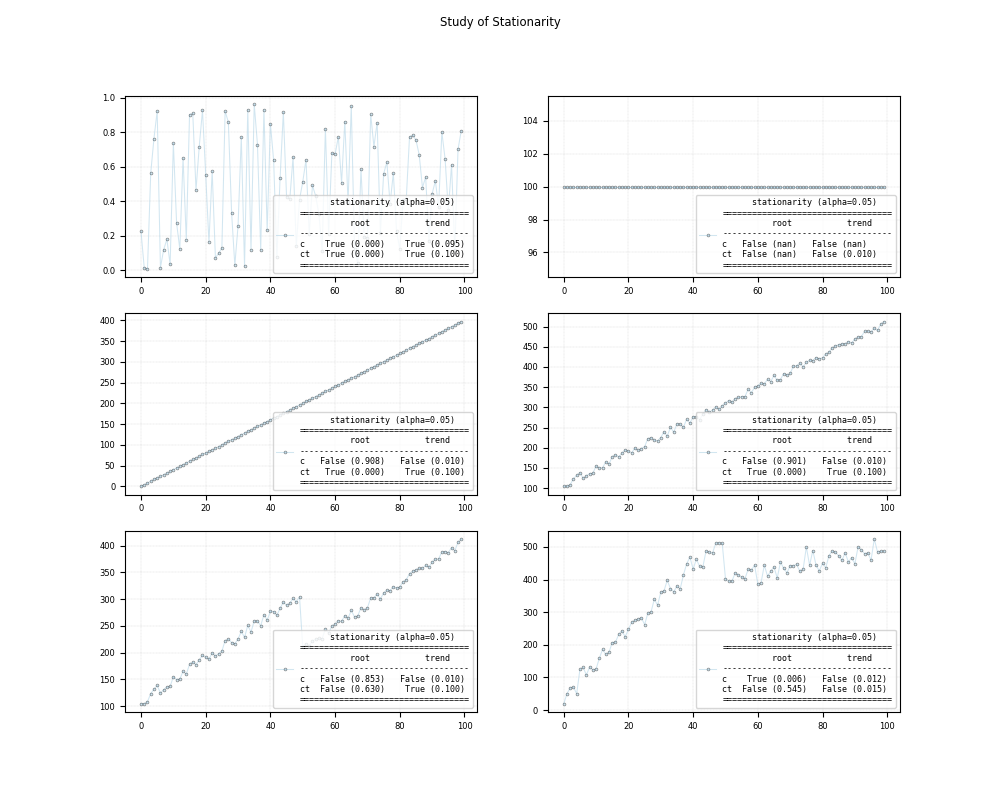 Study of Stationarity
1.0
0.8
0.6
0.4
0.2
0.0
0 20 40 60 80 100
stationarity (alpha=0.05)
==================================
root trend
----------------------------------
c True (0.000) True (0.095)
ct True (0.000) True (0.100)
==================================
104
102
100
98
96
0 20 40 60 80 100
stationarity (alpha=0.05)
==================================
root trend
----------------------------------
c False (nan) False (nan)
ct False (nan) False (0.010)
==================================
400
350
300
250
200
150
100
50
0
0 20 40 60 80 100
stationarity (alpha=0.05)
==================================
root trend
----------------------------------
c False (0.908) False (0.010)
ct True (0.000) True (0.100)
==================================
500
450
400
350
300
250
200
150
100
0 20 40 60 80 100
stationarity (alpha=0.05)
==================================
root trend
----------------------------------
c False (0.901) False (0.010)
ct True (0.000) True (0.100)
==================================
400
350
300
250
200
150
100
0 20 40 60 80 100
stationarity (alpha=0.05)
==================================
root trend
----------------------------------
c False (0.853) False (0.010)
ct False (0.630) True (0.100)
==================================
500
400
300
200
100
0
0 20 40 60 80 100
stationarity (alpha=0.05)
==================================
root trend
----------------------------------
c True (0.006) False (0.012)
ct False (0.545) False (0.015)
==================================